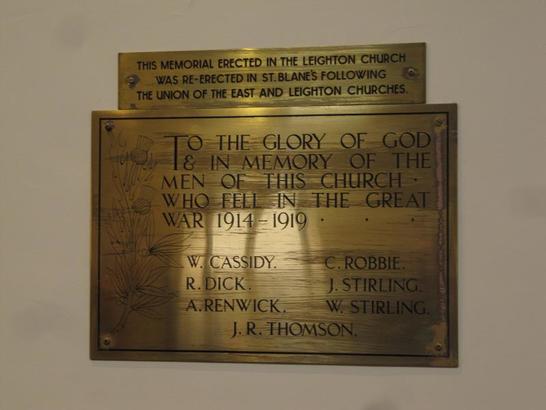 THIS MEMORIAL ERECTED IN THE LEIGHTON CHURCH
WAS RE-ERECTED IN ST. BLANE'S FOLLOWING
THE UNION OF THE EAST AND LEIGHTON CHURCHES.
TO THE GLORY OF GOD
& IN MEMORY OF THE
MEN OF THIS CHURCH ·
WHO FELL IN THE GREAT
WAR 1914-1919 · · ·
W. CASSIDY. C. ROBBIE.
R. DICK. J. STIRLING.
A. RENWICK. W. STIRLING.
J. R. THOMSON.